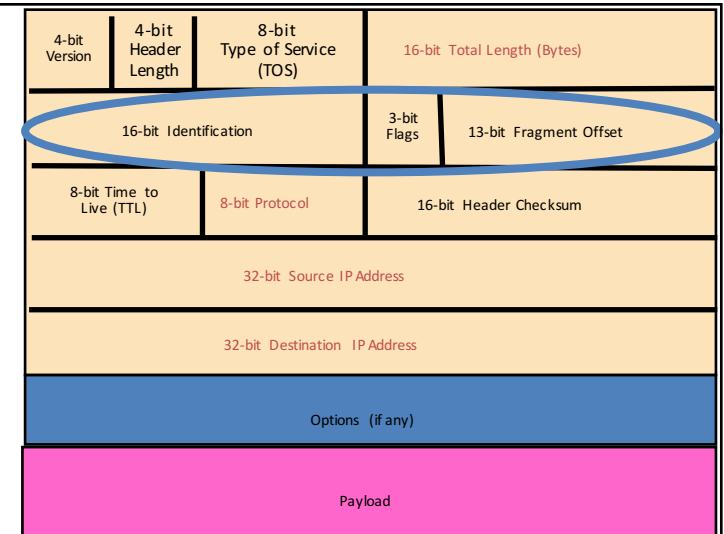 4-bit
Version
4-bit
Header
Length
8-bit
Type of Service
(TOS)
16-bit Total Length (Bytes)
16-bit Identification
3-bit
Flags
13-bit Fragment Offset
8-bit Time to
Live (TTL)
8-bit Protocol
16-bit Header Checksum
32-bit Source IP Address
32-bit Destination IP Address
Options (if any)
Payload